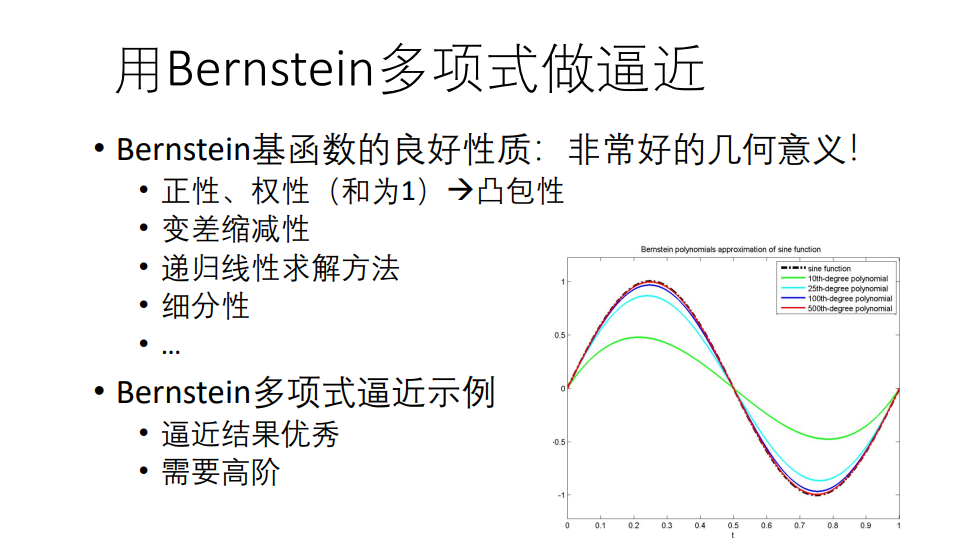 用Bernstein多项式做逼近
• Bernstein基函数的良好性质：非常好的几何意义！
• 正性、权性（和为1）→凸包性
• 变差缩减性
• 递归线性求解方法
• 细分性
• …
• Bernstein多项式逼近示例
• 逼近结果优秀
• 需要高阶
Bernstein polynomials approximation of sine function
sine function
10th-degree polynomial
25th-degree polynomial
100th-degree polynomial
500th-degree polynomial
1
0.5
0
-0.5
-1
0 0.1 0.2 0.3 0.4 0.5 0.6 0.7 0.8 0.9 1
t